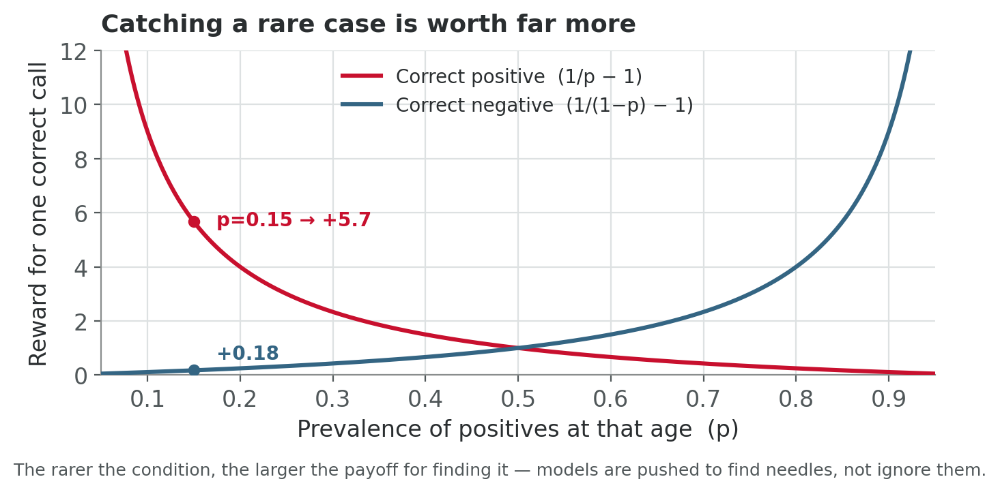 Catching a rare case is worth far more
12
10
8
6
4
2
0
Reward for one correct call
Correct positive  (1/p − 1)
Correct negative  (1/(1−p) − 1)
p=0.15 → +5.7
+0.18
0.1 0.2 0.3 0.4 0.5 0.6 0.7 0.8 0.9
Prevalence of positives at that age  (p)
The rarer the condition, the larger the payoff for finding it — models are pushed to find needles, not ignore them.